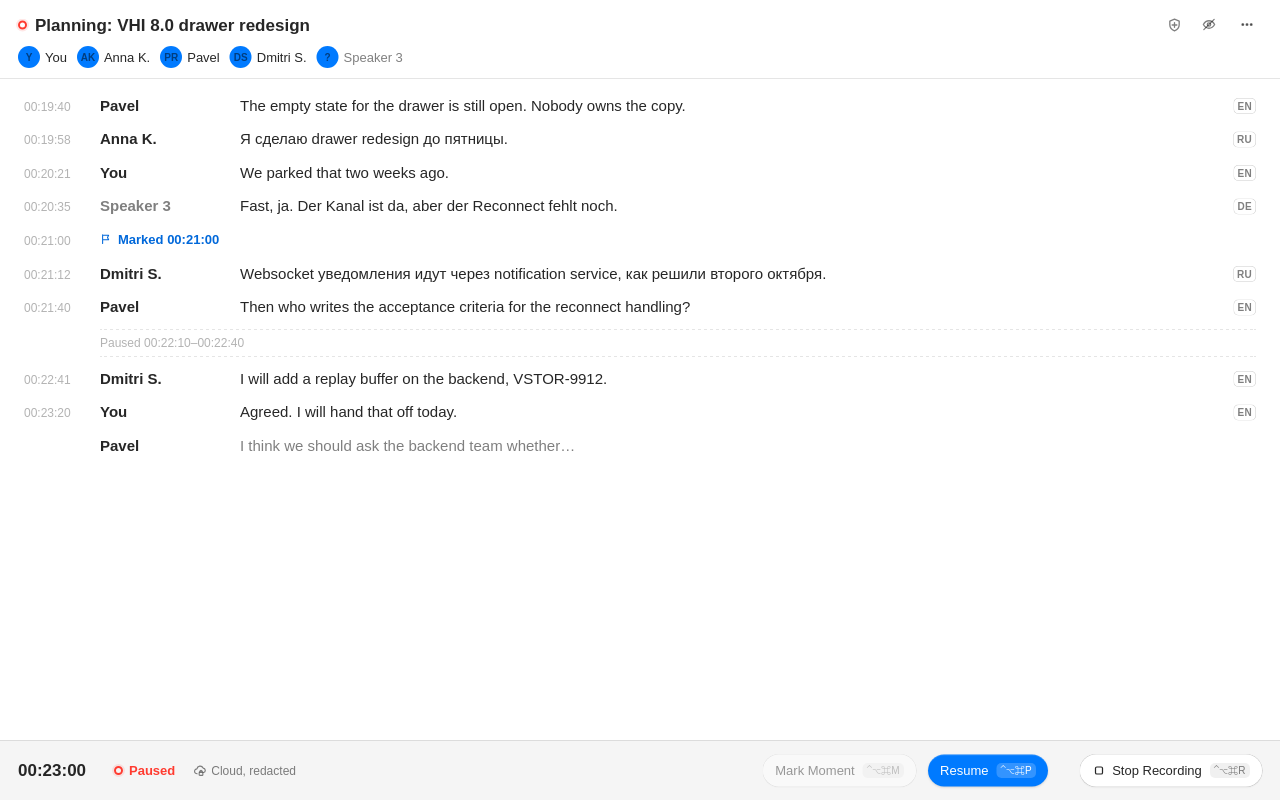 Planning: VHI 8.0 drawer redesign
Y You AK Anna K. PR Pavel DS Dmitri S. ? Speaker 3
00:19:40 Pavel The empty state for the drawer is still open. Nobody owns the copy. EN
00:19:58 Anna K. Я сделаю drawer redesign до пятницы. RU
00:20:21 You We parked that two weeks ago. EN
00:20:35 Speaker 3 Fast, ja. Der Kanal ist da, aber der Reconnect fehlt noch. DE
00:21:00 Marked 00:21:00
00:21:12 Dmitri S. Websocket уведомления идут через notification service, как решили второго октября. RU
00:21:40 Pavel Then who writes the acceptance criteria for the reconnect handling? EN
Paused 00:22:10–00:22:40
00:22:41 Dmitri S. I will add a replay buffer on the backend, VSTOR-9912. EN
00:23:20 You Agreed. I will hand that off today. EN
Pavel I think we should ask the backend team whether…
00:23:00 Paused Cloud, redacted Mark Moment ^⌥⌘M Resume ^⌥⌘P Stop Recording ^⌥⌘R